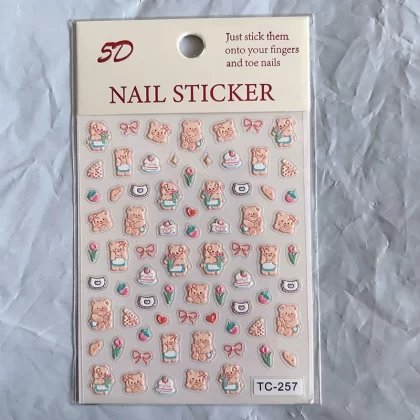 5D
Just stick them
onto your fingers
and toe nails
NAIL STICKER
TC-257